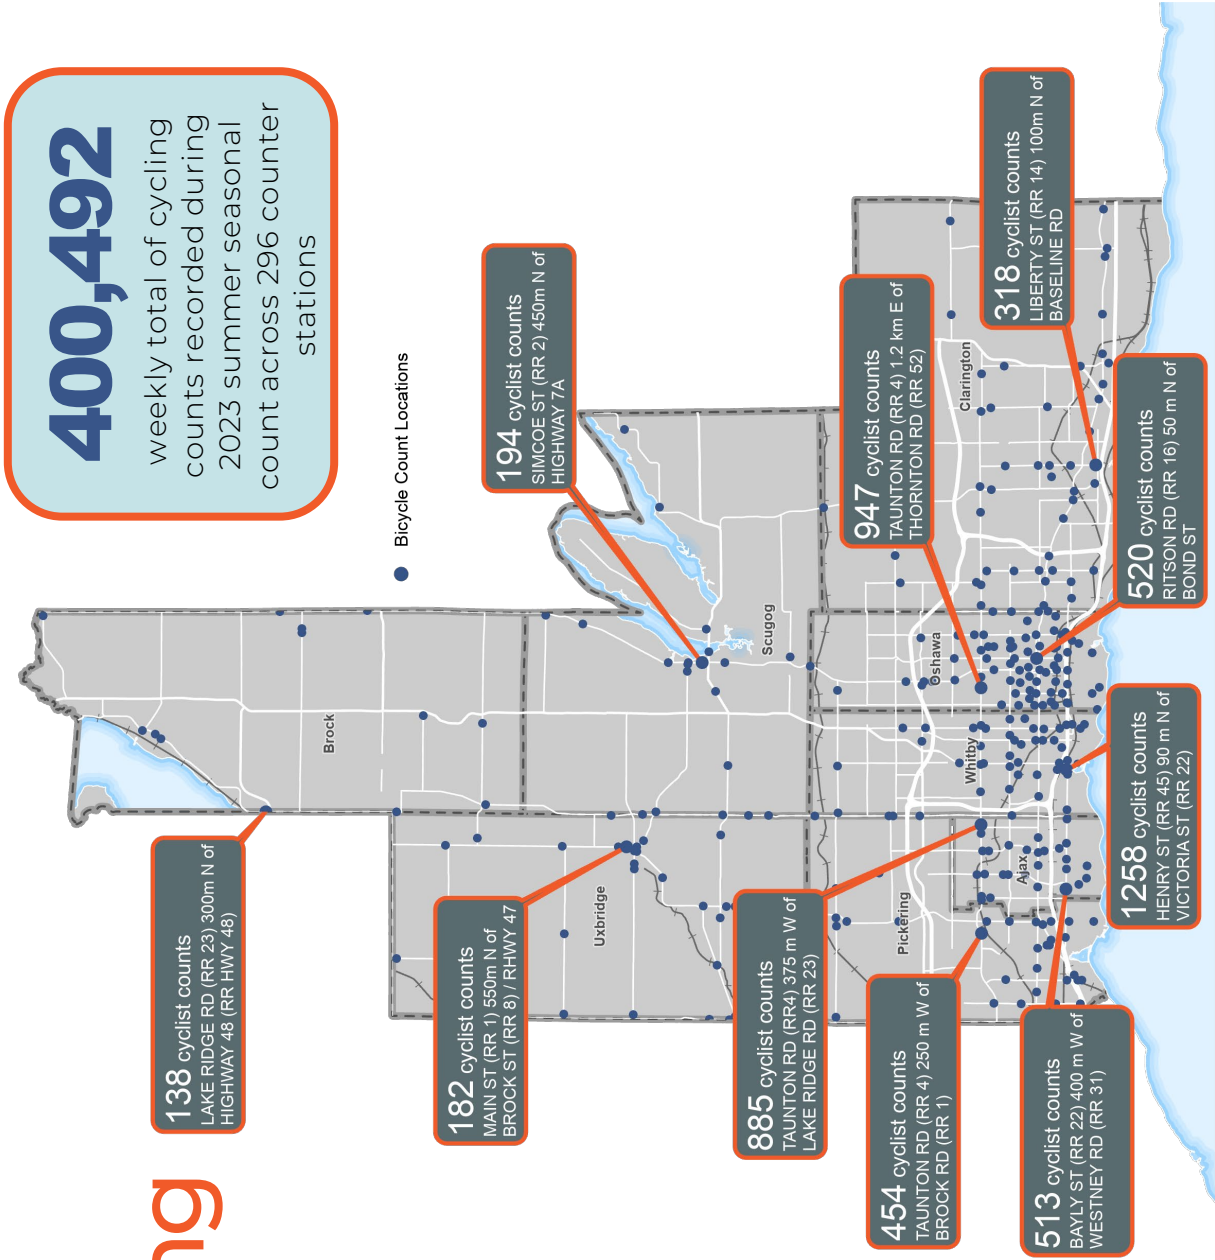 ng
400,492
weekly total of cycling
counts recorded during
2023 summer seasonal
count across 296 counter
stations
Bicycle Count Locations
138 cyclist counts
LAKE RIDGE RD (RR 23) 300m N of
HIGHWAY 48 (RR HWY 48)
182 cyclist counts
MAIN ST (RR 1) 550m N of
BROCK ST (RR 8) / RHWY 47
194 cyclist counts
SIMCOE ST (RR 2) 450m N of
HIGHWAY 7A
885 cyclist counts
TAUNTON RD (RR4) 375 m W of
LAKE RIDGE RD (RR 23)
947 cyclist counts
TAUNTON RD (RR 4) 1.2 km E of
THORNTON RD (RR 52)
454 cyclist counts
TAUNTON RD (RR 4) 250 m W of
BROCK RD (RR 1)
318 cyclist counts
LIBERTY ST (RR 14) 100m N of
BASELINE RD
513 cyclist counts
BAYLY ST (RR 22) 400 m W of
WESTNEY RD (RR 31)
1258 cyclist counts
HENRY ST (RR 45) 90 m N of
VICTORIA ST (RR 22)
520 cyclist counts
RITSON RD (RR 16) 50 m N of
BOND ST
Brock
Uxbridge
Scugog
Pickering
Ajax
Whitby
Oshawa
Clarington